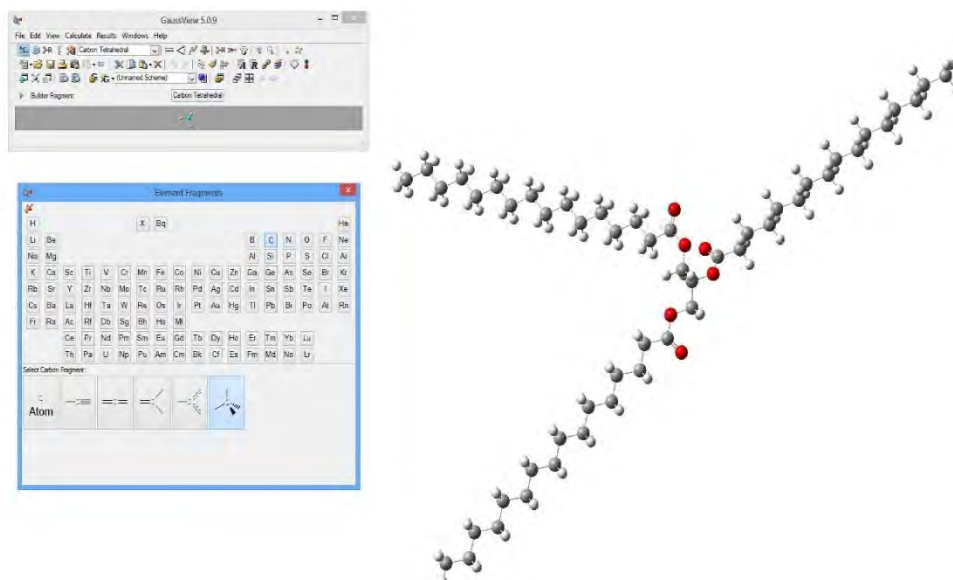 GaussView 5.0.9
File Edit View Calculate Results Windows Help
Carbon Tetrahedral
(Unnamed Scheme)
Builder Fragment: Carbon Tetrahedral
Element Fragments
H X Bq He
Li Be B C N O F Ne
Na Mg Al Si P S Cl Ar
K Ca Sc Ti V Cr Mn Fe Co Ni Cu Zn Ga Ge As Se Br Kr
Rb Sr Y Zr Nb Mo Tc Ru Rh Pd Ag Cd In Sn Sb Te I Xe
Cs Ba La Hf Ta W Re Os Ir Pt Au Hg Tl Pb Bi Po At Rn
Fr Ra Ac Rf Db Sg Bh Hs Mt
Ce Pr Nd Pm Sm Eu Gd Tb Dy Ho Er Tm Yb Lu
Th Pa U Np Pu Am Cm Bk Cf Es Fm Md No Lr
Select Carbon Fragment:
Atom